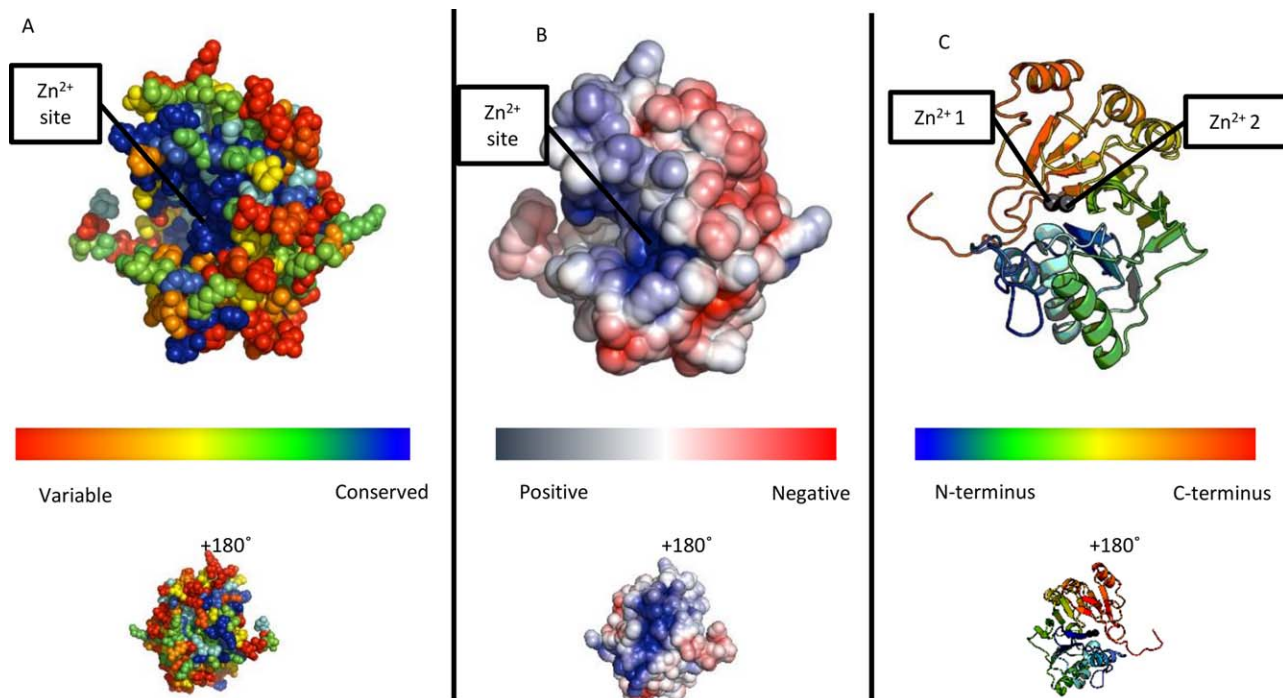 A
Zn²⁺
site
Variable
Conserved
+180˚
B
Zn²⁺
site
Positive
Negative
+180˚
C
Zn²⁺ 1
Zn²⁺ 2
N-terminus
C-terminus
+180˚